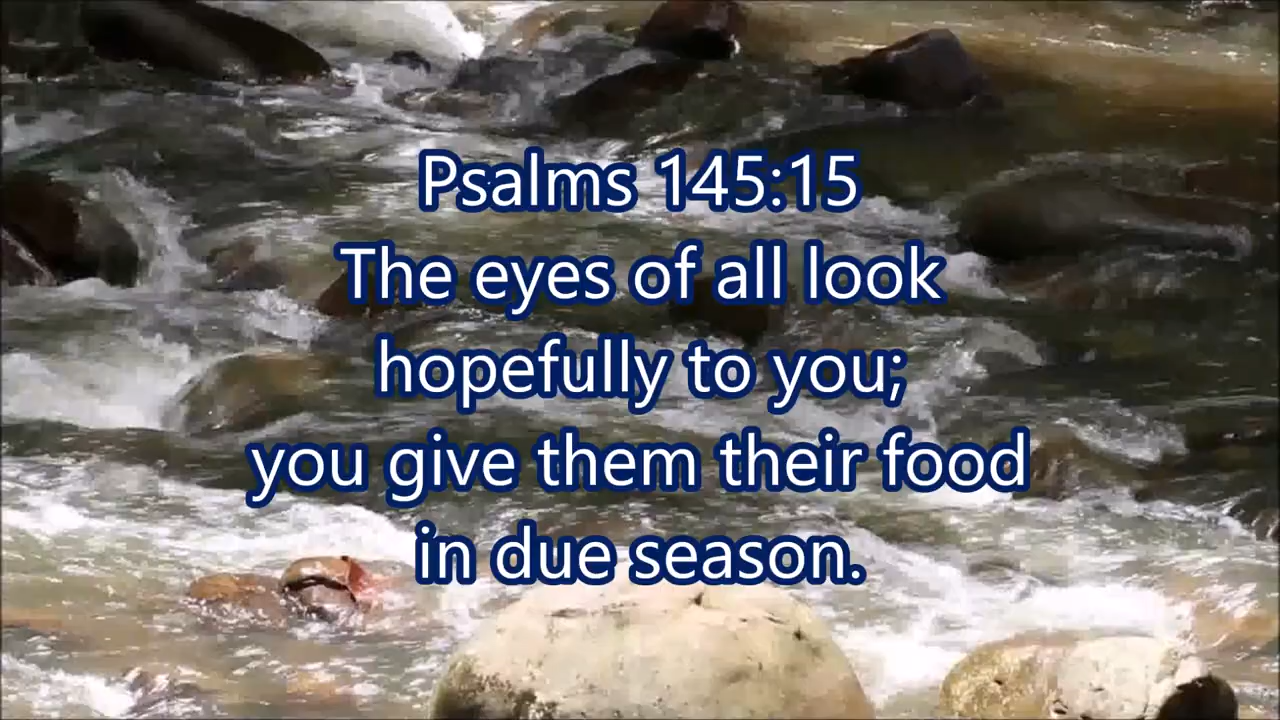 Psalms 145:15
The eyes of all look
hopefully to you;
you give them their food
in due season.